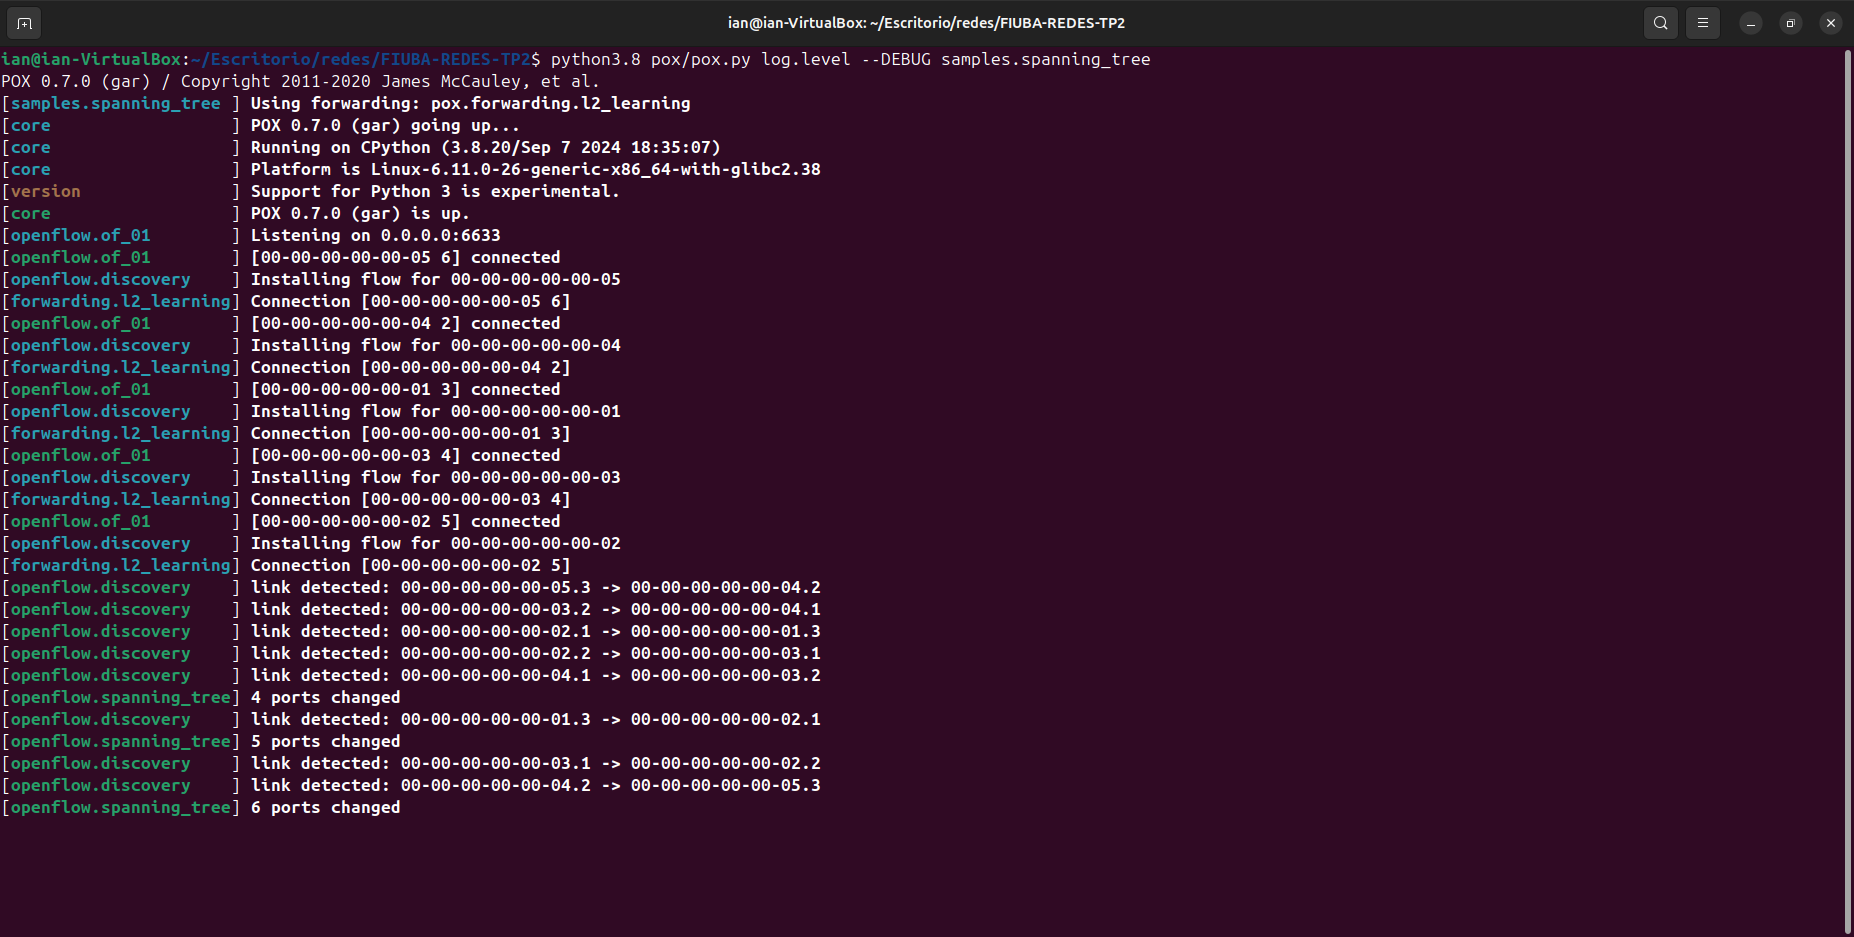 ian@ian-VirtualBox: ~/Escritorio/redes/FIUBA-REDES-TP2
ian@ian-VirtualBox:~/Escritorio/redes/FIUBA-REDES-TP2$ python3.8 pox/pox.py log.level --DEBUG samples.spanning_tree
POX 0.7.0 (gar) / Copyright 2011-2020 James McCauley, et al.
[samples.spanning_tree ] Using forwarding: pox.forwarding.l2_learning
[core                  ] POX 0.7.0 (gar) going up...
[core                  ] Running on CPython (3.8.20/Sep 7 2024 18:35:07)
[core                  ] Platform is Linux-6.11.0-26-generic-x86_64-with-glibc2.38
[version               ] Support for Python 3 is experimental.
[core                  ] POX 0.7.0 (gar) is up.
[openflow.of_01        ] Listening on 0.0.0.0:6633
[openflow.of_01        ] [00-00-00-00-00-05 6] connected
[openflow.discovery    ] Installing flow for 00-00-00-00-00-05
[forwarding.l2_learning] Connection [00-00-00-00-00-05 6]
[openflow.of_01        ] [00-00-00-00-00-04 2] connected
[openflow.discovery    ] Installing flow for 00-00-00-00-00-04
[forwarding.l2_learning] Connection [00-00-00-00-00-04 2]
[openflow.of_01        ] [00-00-00-00-00-01 3] connected
[openflow.discovery    ] Installing flow for 00-00-00-00-00-01
[forwarding.l2_learning] Connection [00-00-00-00-00-01 3]
[openflow.of_01        ] [00-00-00-00-00-03 4] connected
[openflow.discovery    ] Installing flow for 00-00-00-00-00-03
[forwarding.l2_learning] Connection [00-00-00-00-00-03 4]
[openflow.of_01        ] [00-00-00-00-00-02 5] connected
[openflow.discovery    ] Installing flow for 00-00-00-00-00-02
[forwarding.l2_learning] Connection [00-00-00-00-00-02 5]
[openflow.discovery    ] link detected: 00-00-00-00-00-05.3 -> 00-00-00-00-00-04.2
[openflow.discovery    ] link detected: 00-00-00-00-00-03.2 -> 00-00-00-00-00-04.1
[openflow.discovery    ] link detected: 00-00-00-00-00-02.1 -> 00-00-00-00-00-01.3
[openflow.discovery    ] link detected: 00-00-00-00-00-02.2 -> 00-00-00-00-00-03.1
[openflow.discovery    ] link detected: 00-00-00-00-00-04.1 -> 00-00-00-00-00-03.2
[openflow.spanning_tree] 4 ports changed
[openflow.discovery    ] link detected: 00-00-00-00-00-01.3 -> 00-00-00-00-00-02.1
[openflow.spanning_tree] 5 ports changed
[openflow.discovery    ] link detected: 00-00-00-00-00-03.1 -> 00-00-00-00-00-02.2
[openflow.discovery    ] link detected: 00-00-00-00-00-04.2 -> 00-00-00-00-00-05.3
[openflow.spanning_tree] 6 ports changed